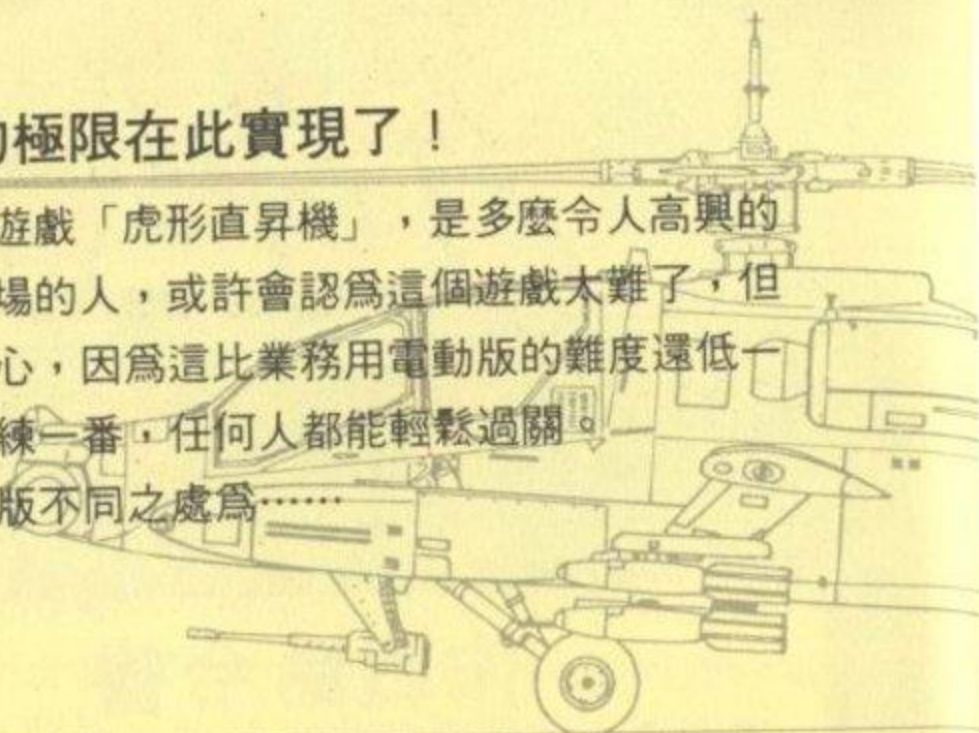 的極限在此實現了！
遊戲「虎形直昇機」，是多麼令人高興的
場的人，或許會認爲這個遊戲太難了，但
心，因爲這比業務用電動版的難度還低一
練一番，任何人都能輕鬆過關
版不同之處爲……